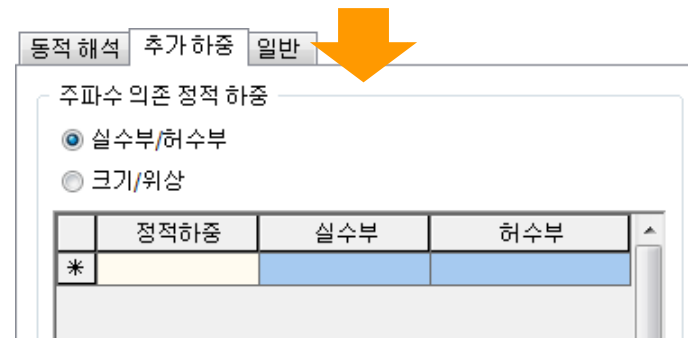 동적 해석 추가 하중 일반
주파수 의존 정적 하중
실수부/허수부
크기/위상
정적하중 실수부 허수부
*